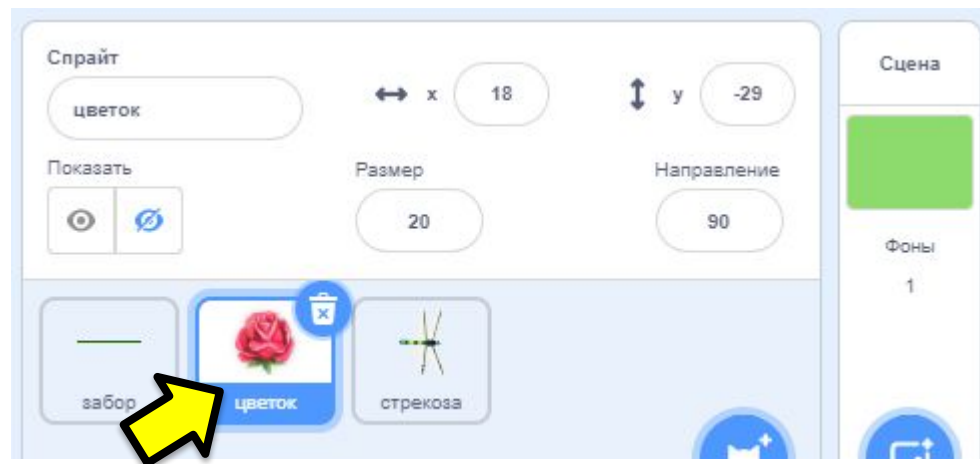 Спрайт
цветок
x 18
y -29
Показать
Размер
20
Направление
90
забор
цветок
стрекоза
Сцена
Фоны
1